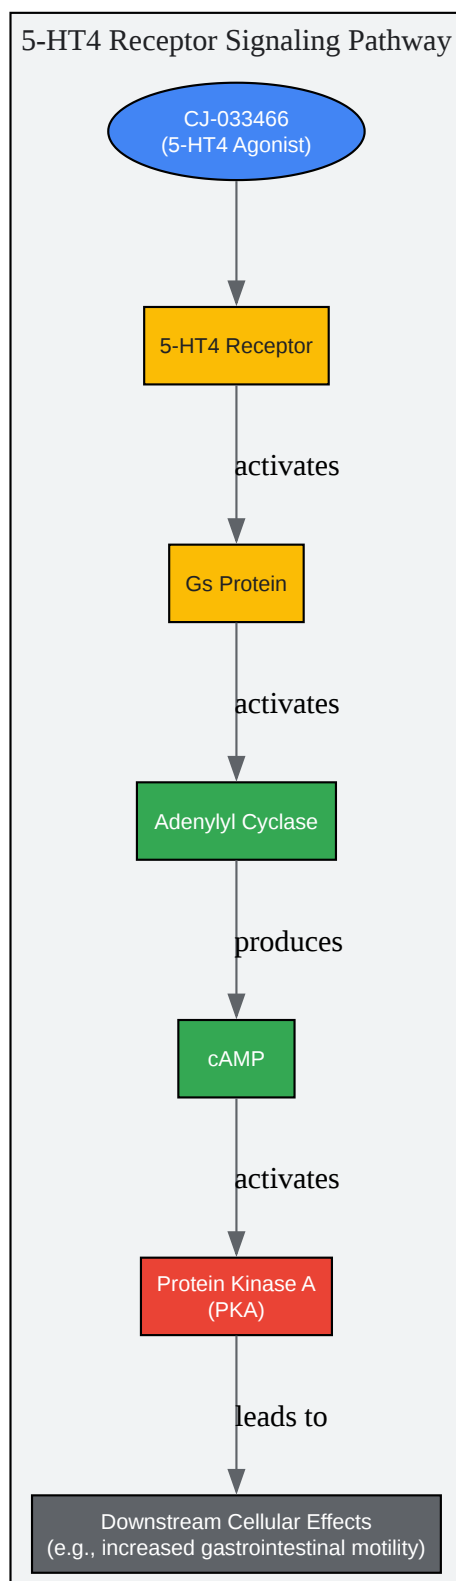 5-HT4 Receptor Signaling Pathway
CJ-033466
(5-HT4 Agonist)
5-HT4 Receptor
activates
Gs Protein
activates
Adenylyl Cyclase
produces
cAMP
activates
Protein Kinase A
(PKA)
leads to
Downstream Cellular Effects
(e.g., increased gastrointestinal motility)